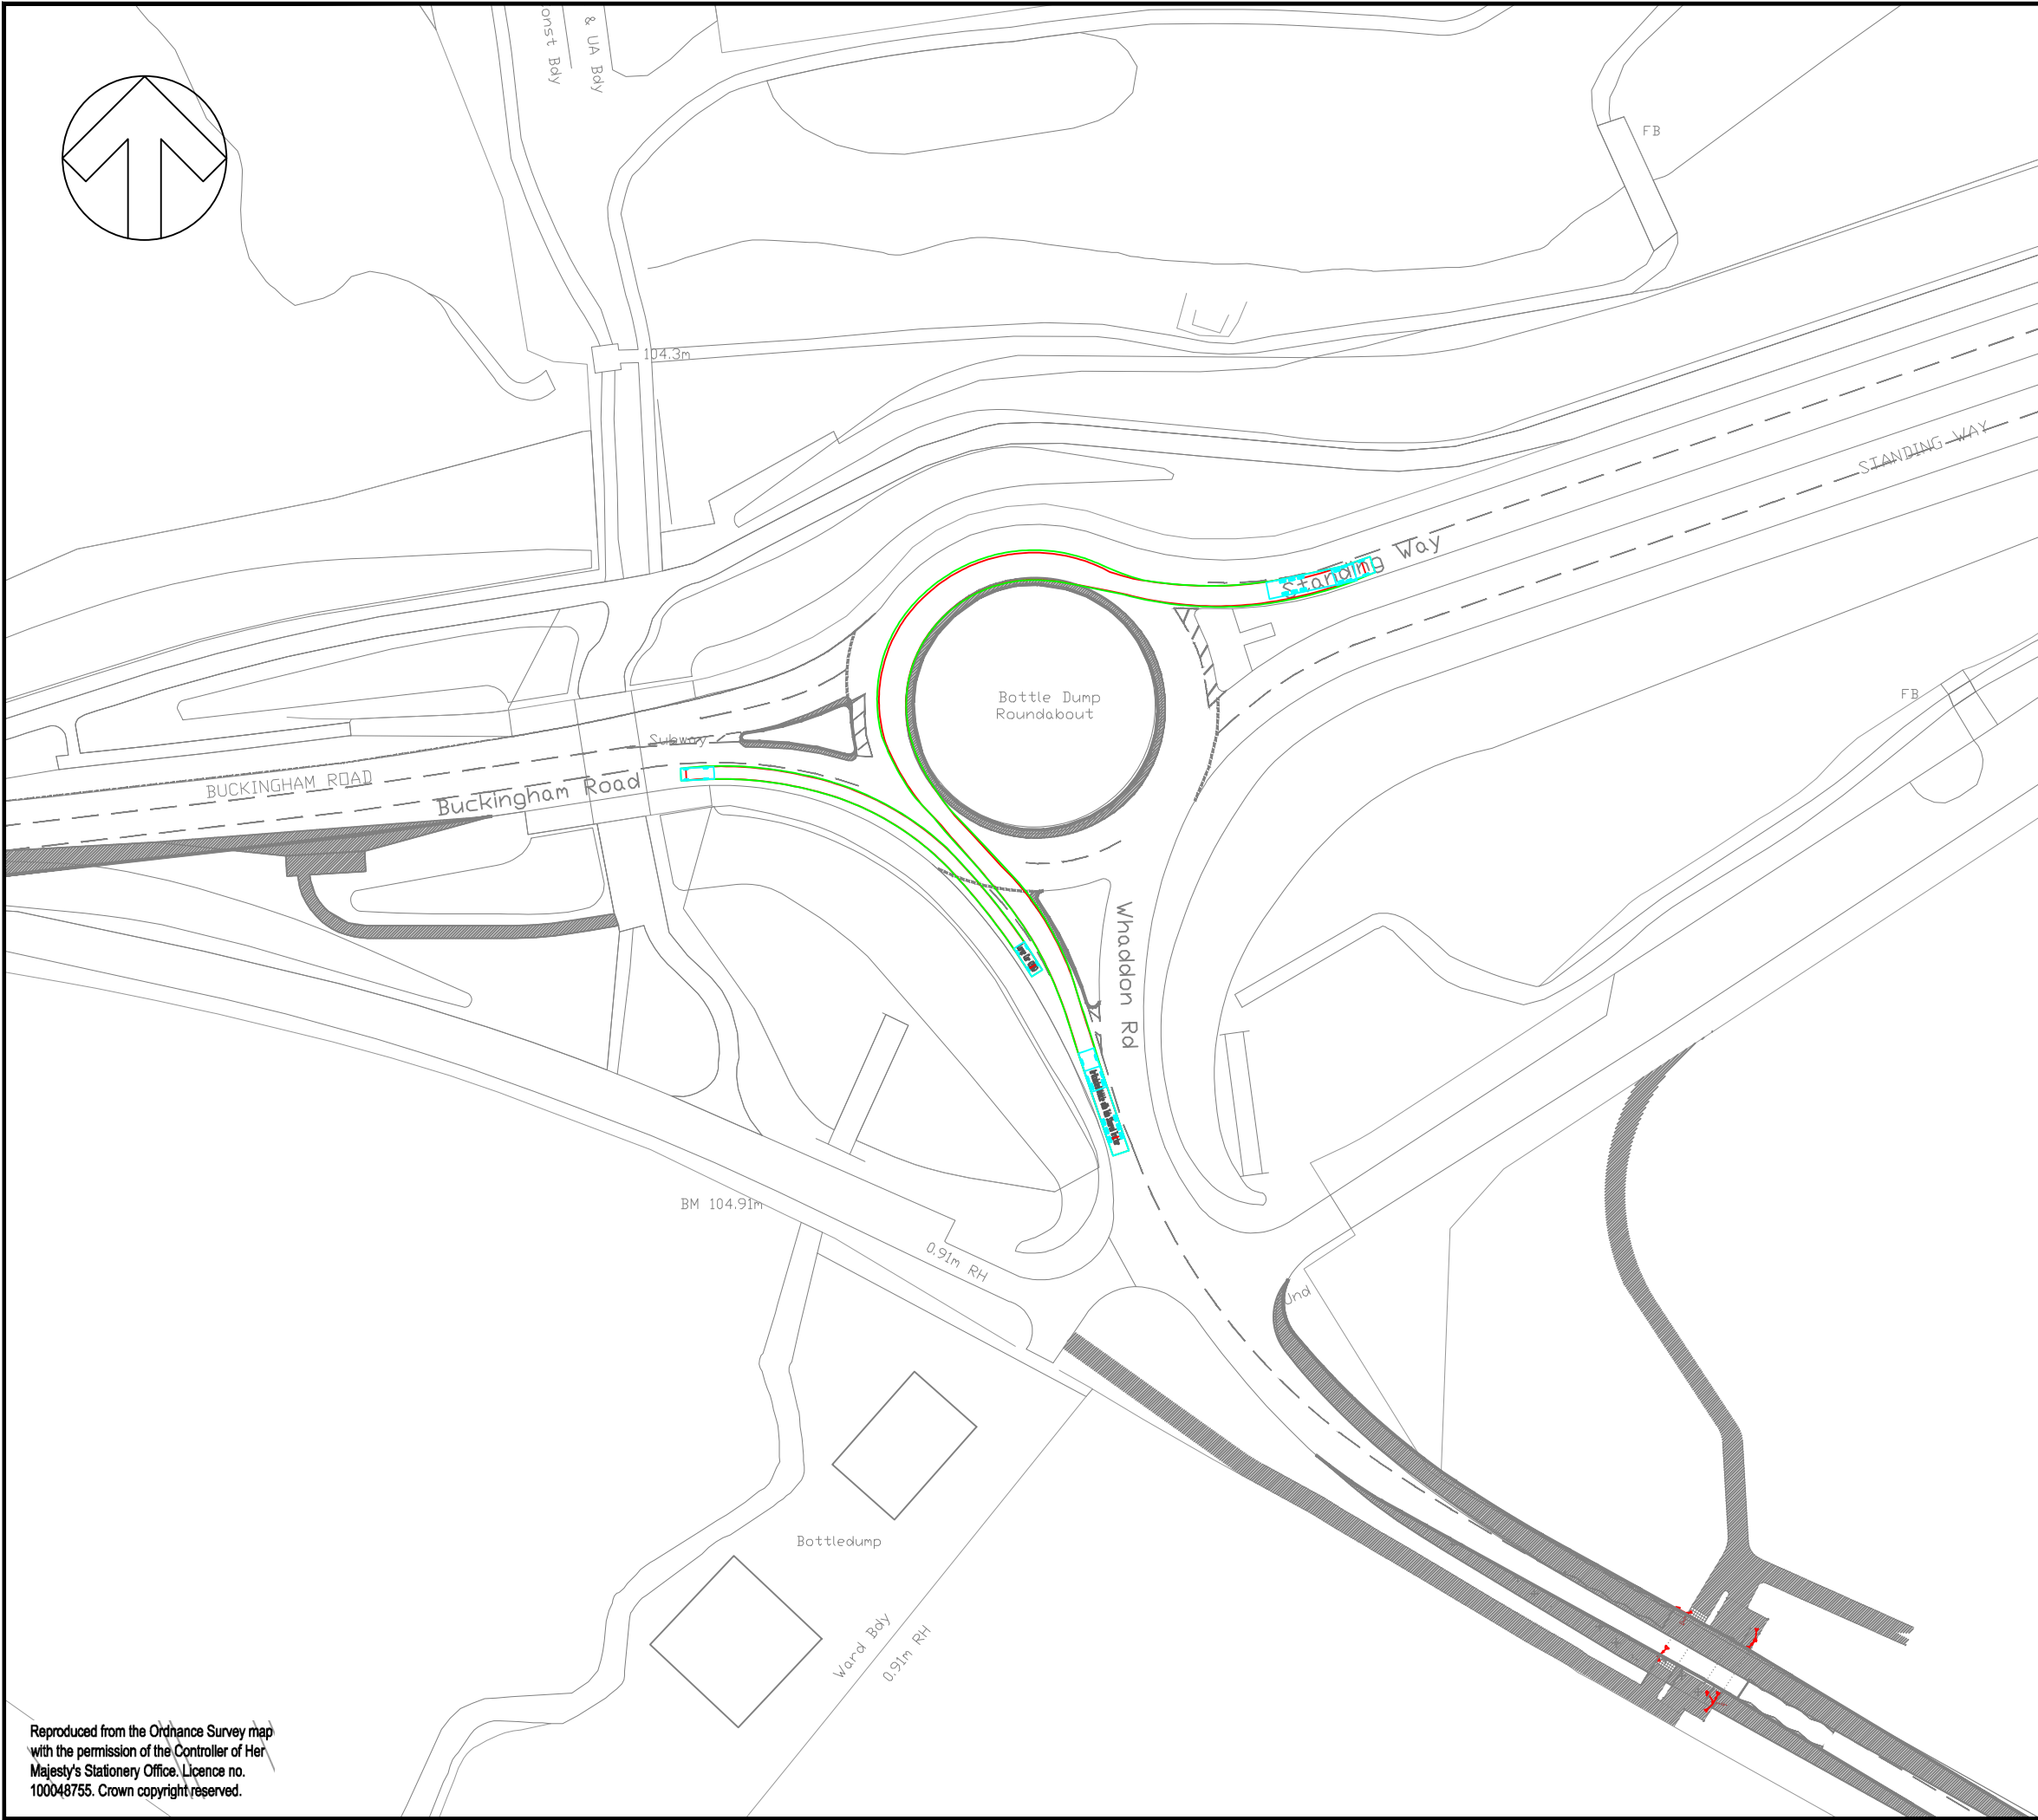 onst Bdy
& UA Bdy
FB
104.3m
STANDING WAY
Standing Way
Bottle Dump
Roundabout
FB
Subway
BUCKINGHAM ROAD
Buckingham Road
Whaddon Rd
BM 104.91m
0.91m RH
Und
Bottledump
Ward Bdy
0.91m RH
Reproduced from the Ordnance Survey map
with the permission of the Controller of Her
Majesty's Stationery Office. Licence no.
100048755. Crown copyright reserved.